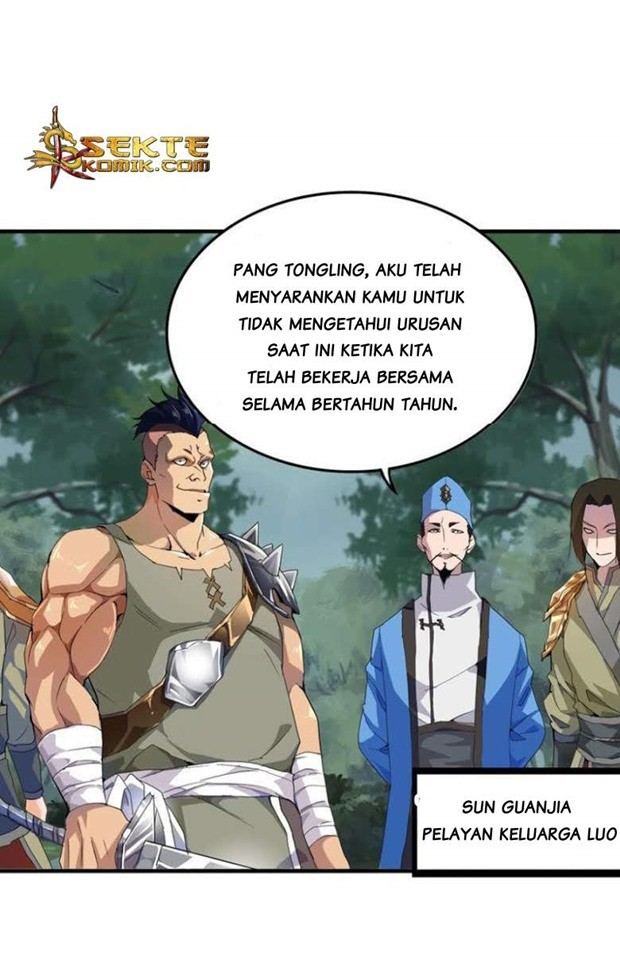 SEKTE
KOMIK.COM
PANG TONGLING, AKU TELAH
MENYARANKAN KAMU UNTUK
TIDAK MENGETAHUI URUSAN
SAAT INI KETIKA KITA
TELAH BEKERJA BERSAMA
SELAMA BERTAHUN TAHUN.
SUN GUANJIA
PELAYAN KELUARGA LUO